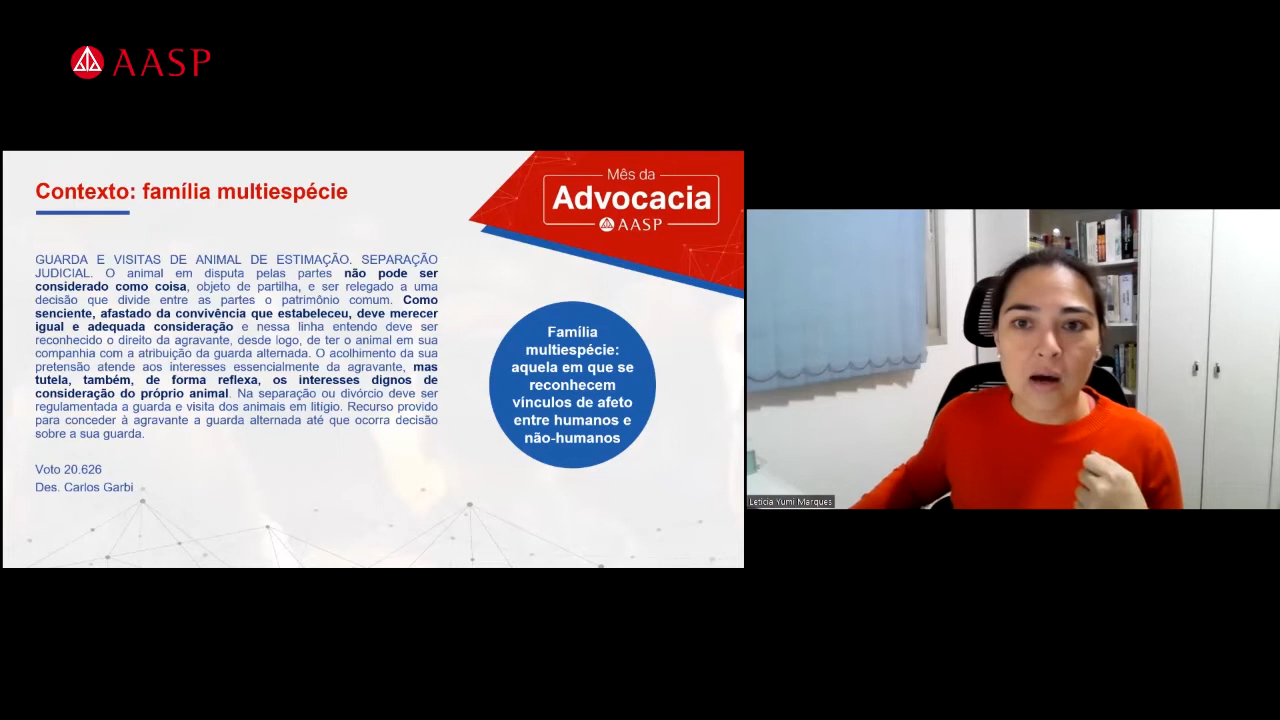 AASP
Contexto: família multiespécie
Mês da
Advocacia
AASP
GUARDA E VISITAS DE ANIMAL DE ESTIMAÇÃO. SEPARAÇÃO
JUDICIAL. O animal em disputa pelas partes não pode ser
considerado como coisa, objeto de partilha, e ser relegado a uma
decisão que divide entre as partes o patrimônio comum. Como
senciente, afastado da convivência que estabeleceu, deve merecer
igual e adequada consideração e nessa linha entendo deve ser
reconhecido o direito da agravante, desde logo, de ter o animal em sua
companhia com a atribuição da guarda alternada. O acolhimento da sua
pretensão atende aos interesses essencialmente da agravante, mas
tutela, também, de forma reflexa, os interesses dignos de
consideração do próprio animal. Na separação ou divórcio deve ser
regulamentada a guarda e visita dos animais em litígio. Recurso provido
para conceder à agravante a guarda alternada até que ocorra decisão
sobre a sua guarda.
Voto 20.626
Des. Carlos Garbi
Família
multiespécie:
aquela em que se
reconhecem
vínculos de afeto
entre humanos e
não-humanos
Leticia Yumi Marques